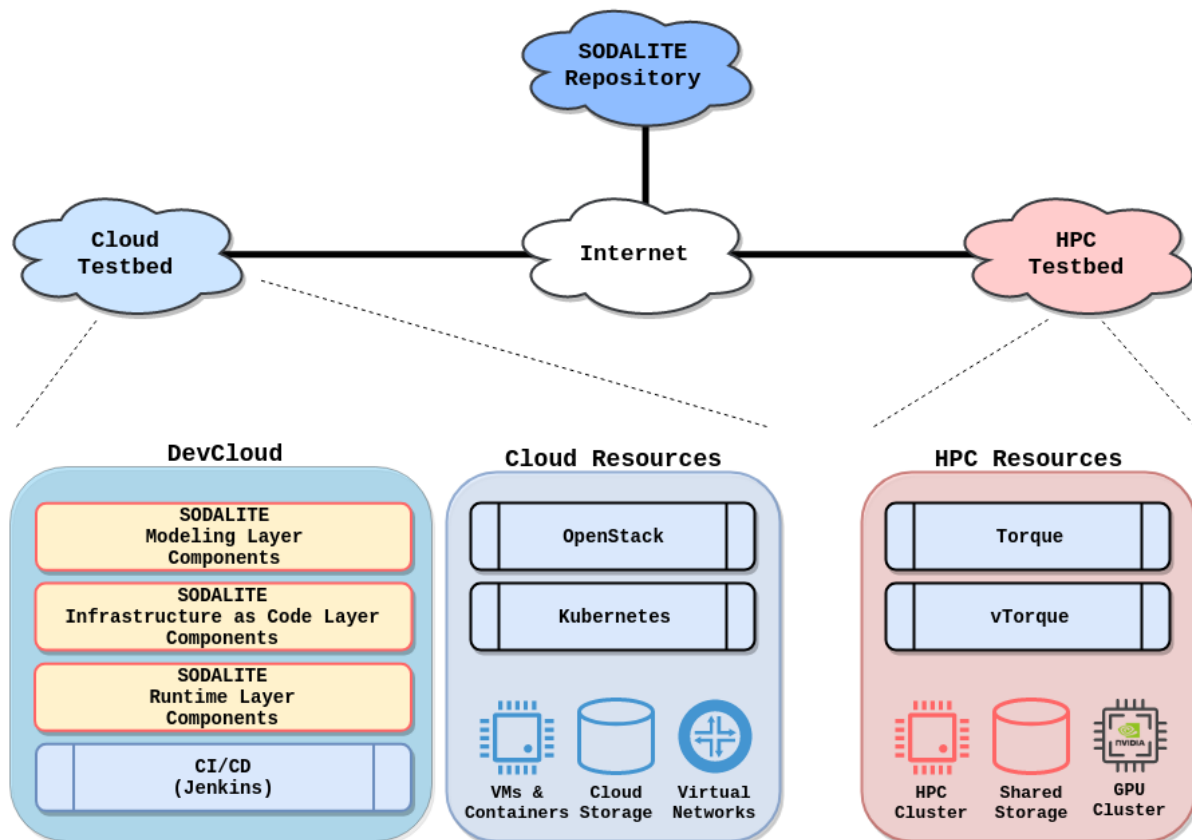 SODALITE
Repository
Cloud
Testbed
Internet
HPC
Testbed
DevCloud
SODALITE
Modeling Layer
Components
SODALITE
Infrastructure as Code Layer
Components
SODALITE
Runtime Layer
Components
CI/CD
(Jenkins)
Cloud Resources
OpenStack
Kubernetes
VMs &
Containers
Cloud
Storage
Virtual
Networks
HPC Resources
Torque
vTorque
HPC
Cluster
Shared
Storage
NVIDIA
GPU
Cluster